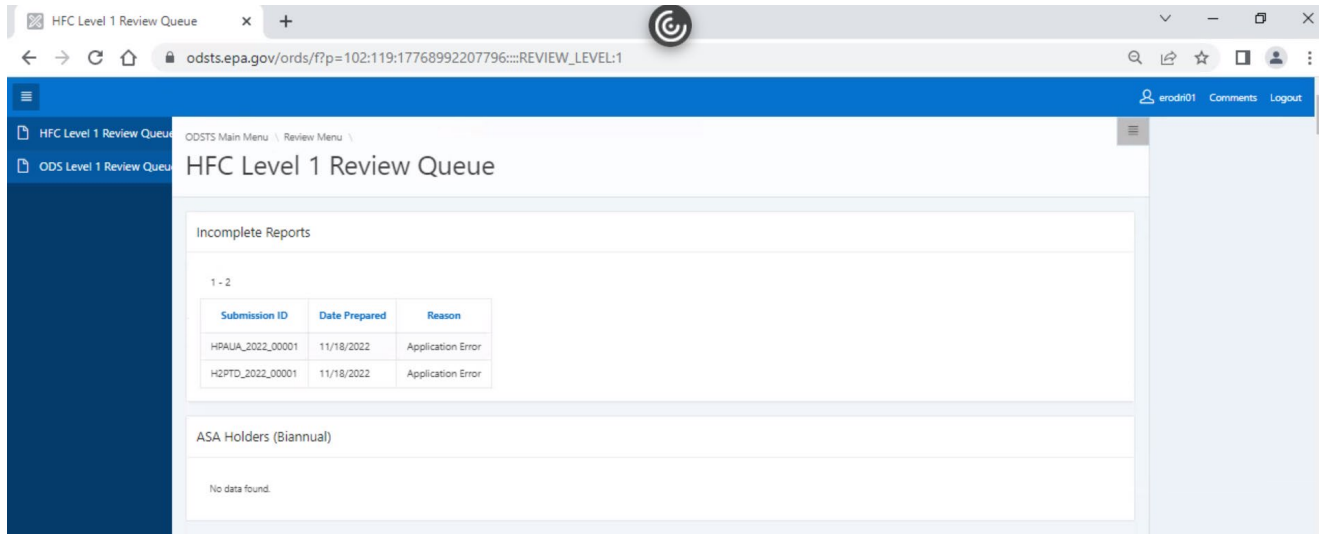 HFC Level 1 Review Queue
odsts.epa.gov/ords/f?p=102:119:17768992207796::::REVIEW_LEVEL:1
erodri01 Comments Logout
HFC Level 1 Review Queue
ODS Level 1 Review Queu
ODSTS Main Menu \ Review Menu \
HFC Level 1 Review Queue
Incomplete Reports
1 - 2
Submission ID Date Prepared Reason
HPAUA_2022_00001 11/18/2022 Application Error
H2PTD_2022_00001 11/18/2022 Application Error
ASA Holders (Biannual)
No data found.